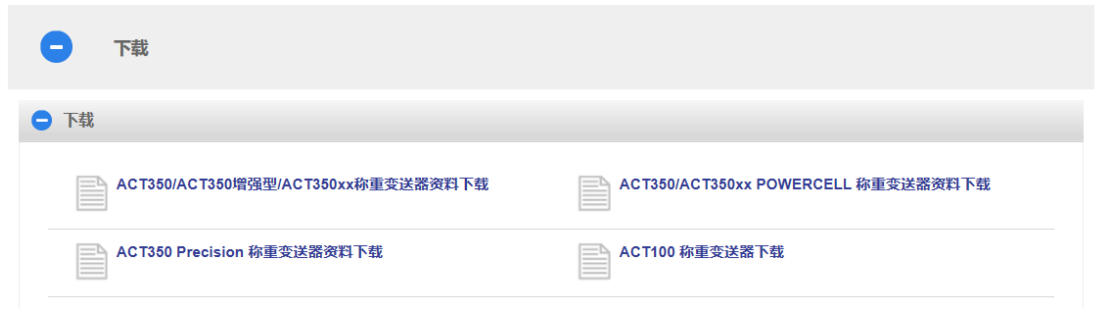 下载
下载
ACT350/ACT350增强型/ACT350xx称重变送器资料下载
ACT350/ACT350xx POWERCELL 称重变送器资料下载
ACT350 Precision 称重变送器资料下载
ACT100 称重变送器下载